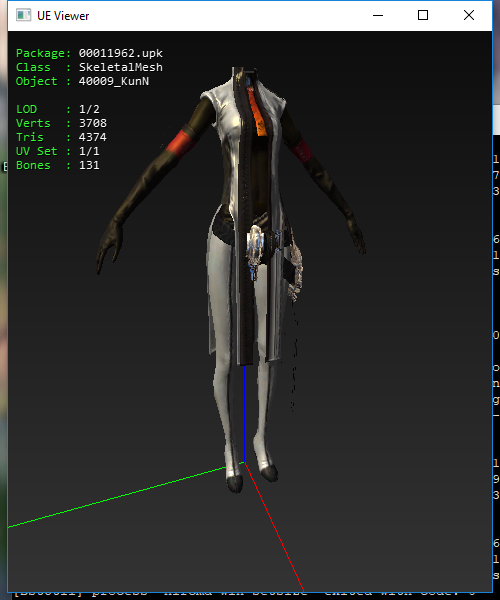 UE Viewer
Package: 00011962.upk
Class : SkeletalMesh
Object : 40009_KunN
LOD : 1/2
Verts : 3708
Tris : 4374
UV Set : 1/1
Bones : 131